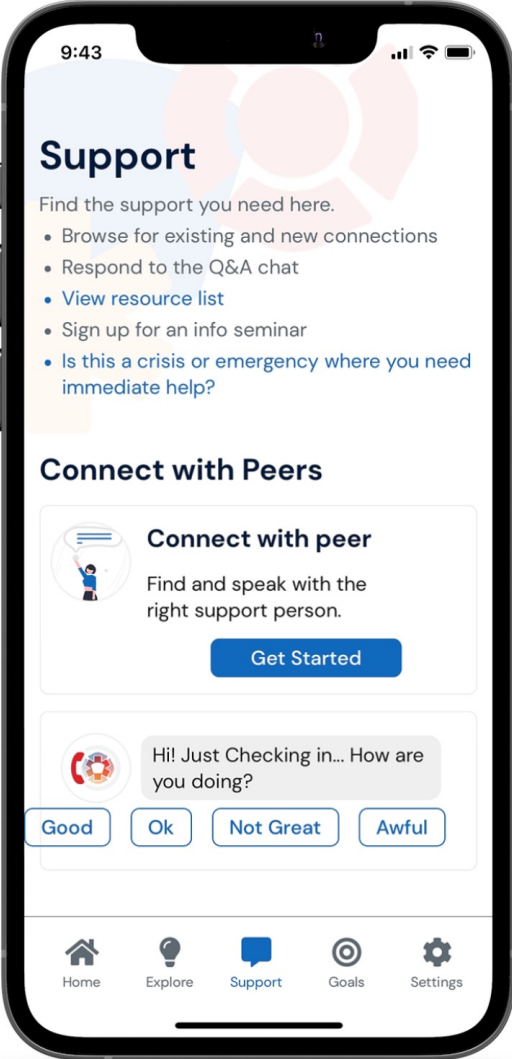 9:43
Support
Find the support you need here.
• Browse for existing and new connections
• Respond to the Q&A chat
• View resource list
• Sign up for an info seminar
• Is this a crisis or emergency where you need
immediate help?
Connect with Peers
Connect with peer
Find and speak with the
right support person.
Get Started
Hi! Just Checking in... How are
you doing?
Good Ok Not Great Awful
Home Explore Support Goals Settings